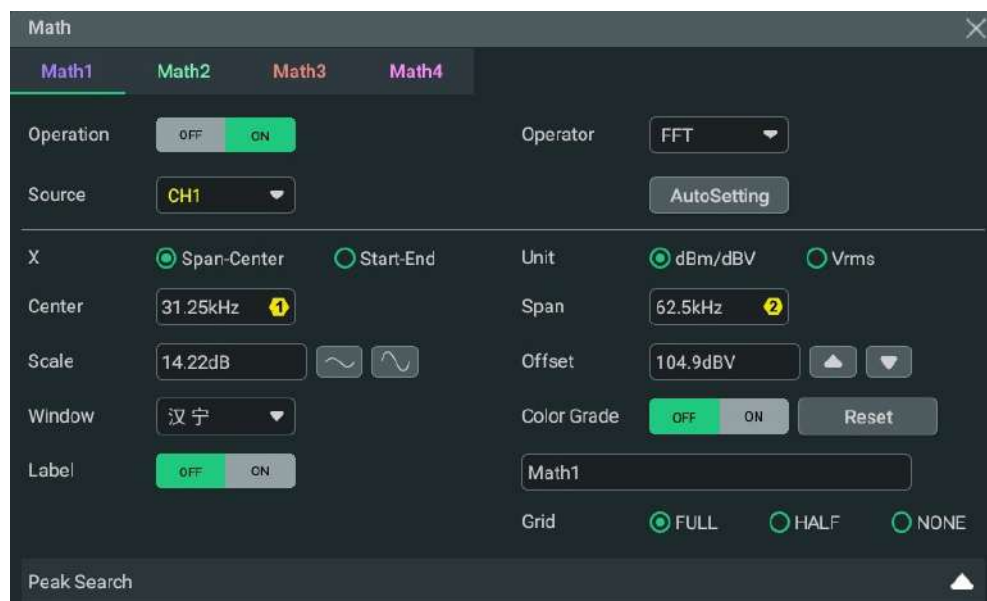 Math
Math1 Math2 Math3 Math4
Operation OFF ON Operator FFT
Source CH1 AutoSetting
X Span-Center Start-End Unit dBm/dBV Vrms
Center 31.25kHz 1 Span 62.5kHz 2
Scale 14.22dB Offset 104.9dBV
Window 汉宁 Color Grade OFF ON Reset
Label OFF ON Math1
Grid FULL HALF NONE
Peak Search